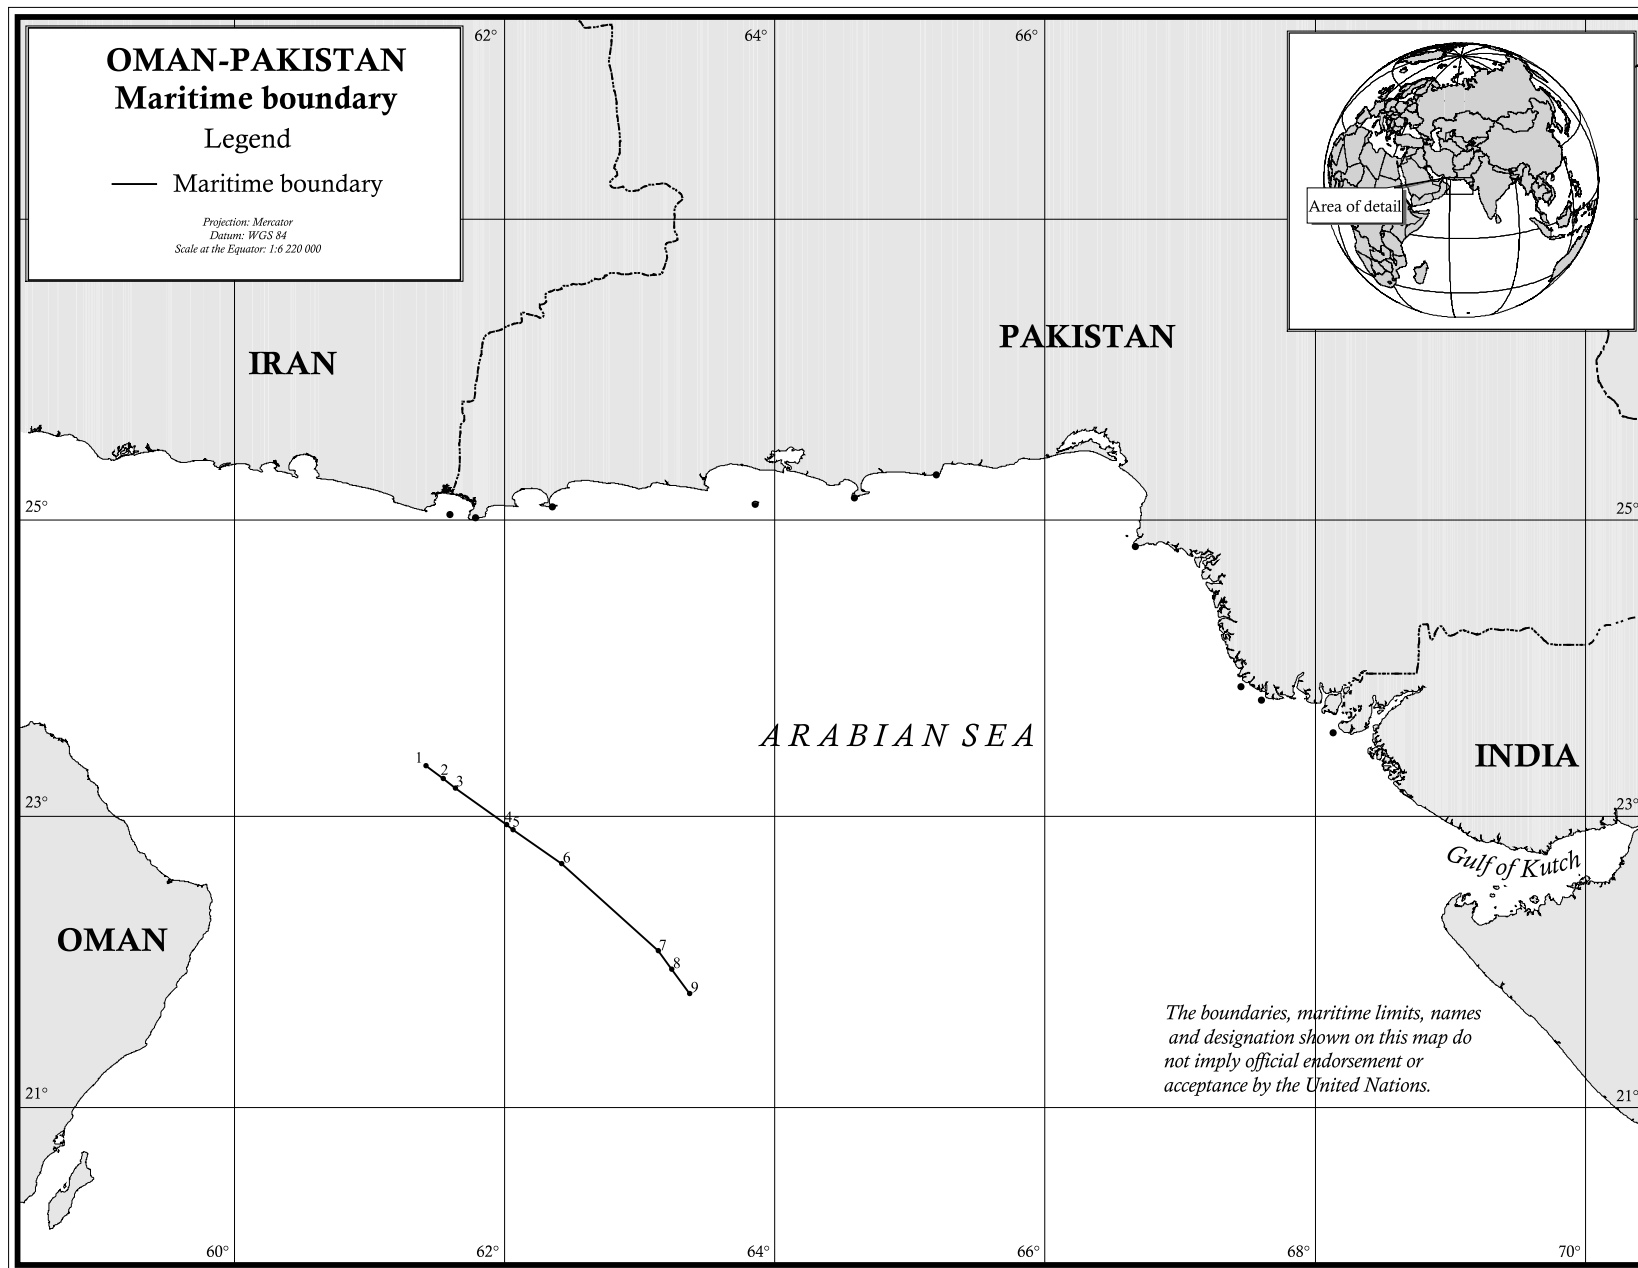 OMAN-PAKISTAN
Maritime boundary
Legend
Maritime boundary
Projection: Mercator
Datum: WGS 84
Scale at the Equator: 1:6 220 000
62°
64°
66°
Area of detail
IRAN
PAKISTAN
25°
25°
ARABIAN SEA
INDIA
1
2
3
4
5
6
7
8
9
23°
23°
Gulf of Kutch
OMAN
The boundaries, maritime limits, names
and designation shown on this map do
not imply official endorsement or
acceptance by the United Nations.
21°
21°
60°
62°
64°
66°
68°
70°